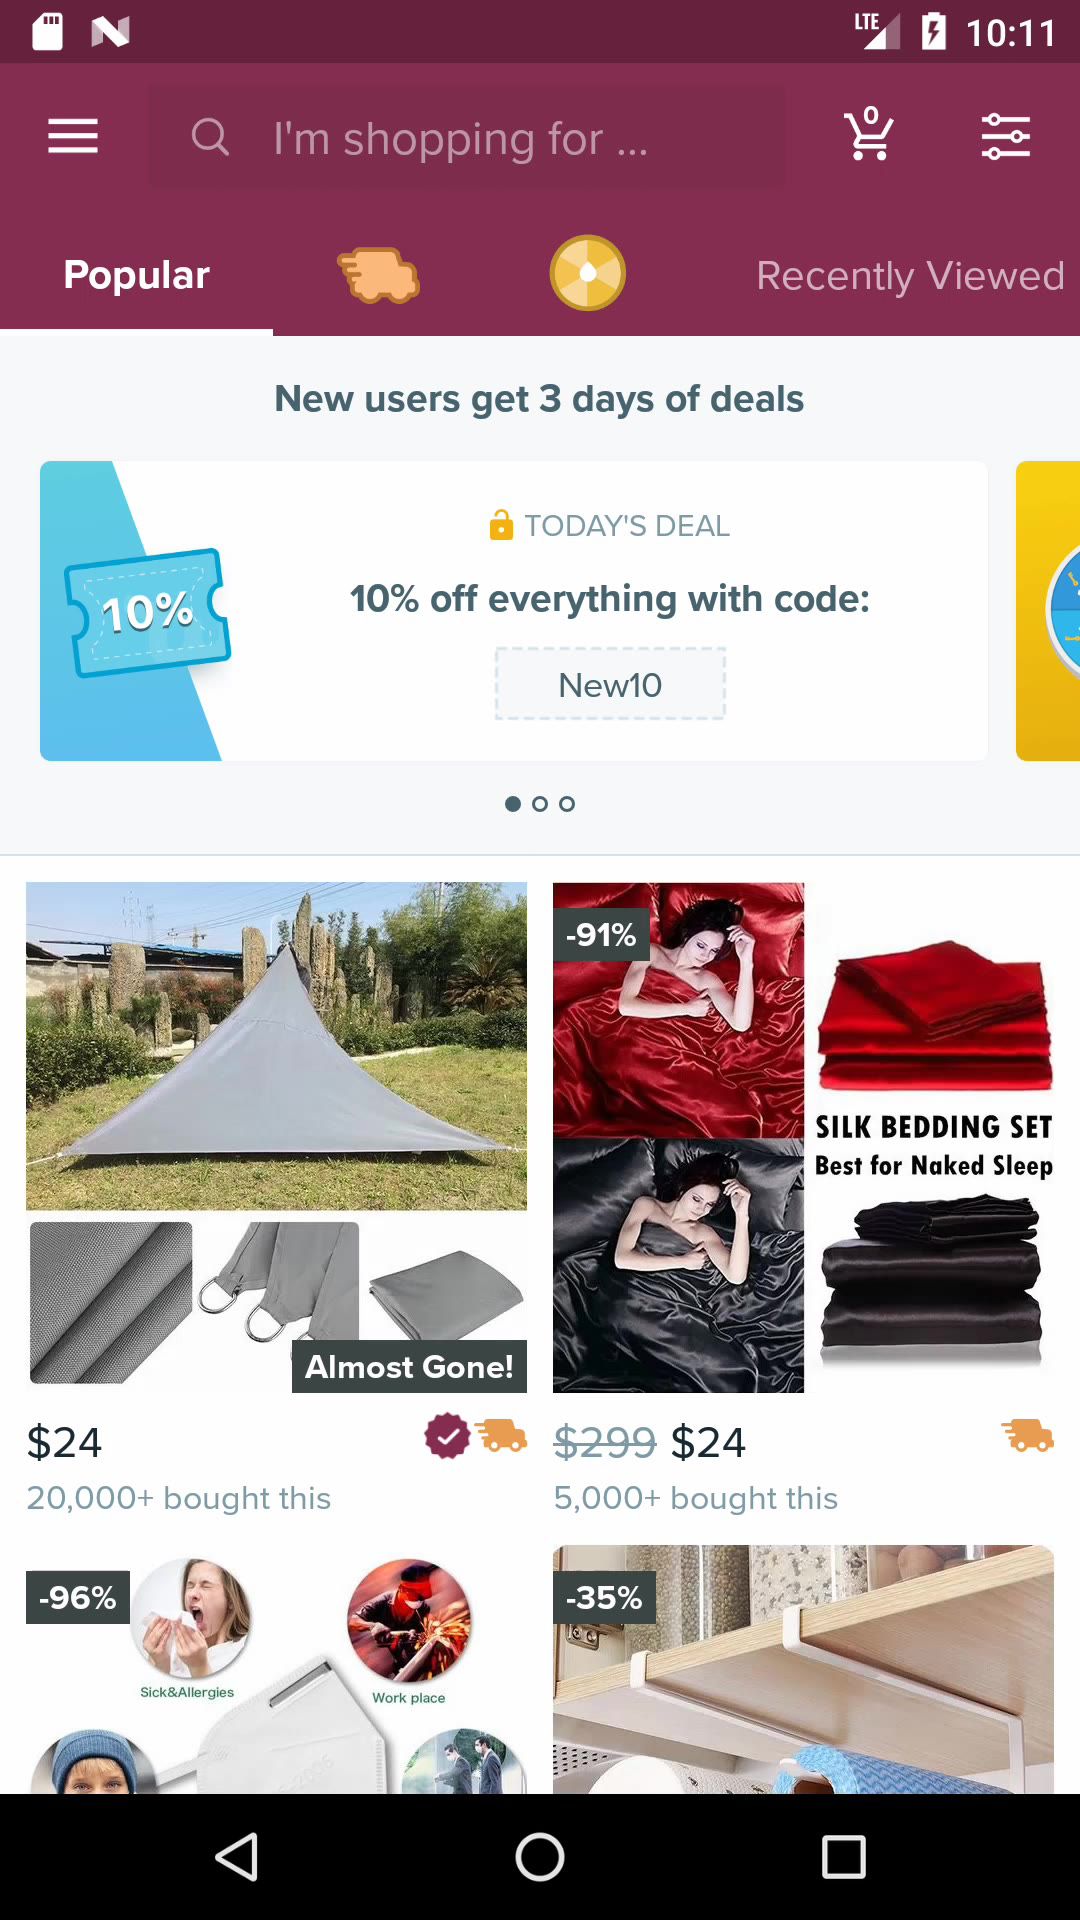 LTE 10:11
I'm shopping for ...
0
Popular
Recently Viewed
New users get 3 days of deals
TODAY'S DEAL
10%
10% off everything with code:
New10
-91%
SILK BEDDING SET
Best for Naked Sleep
Almost Gone!
$24
$299 $24
20,000+ bought this
5,000+ bought this
-96%
-35%
Sick&Allergies
Work place